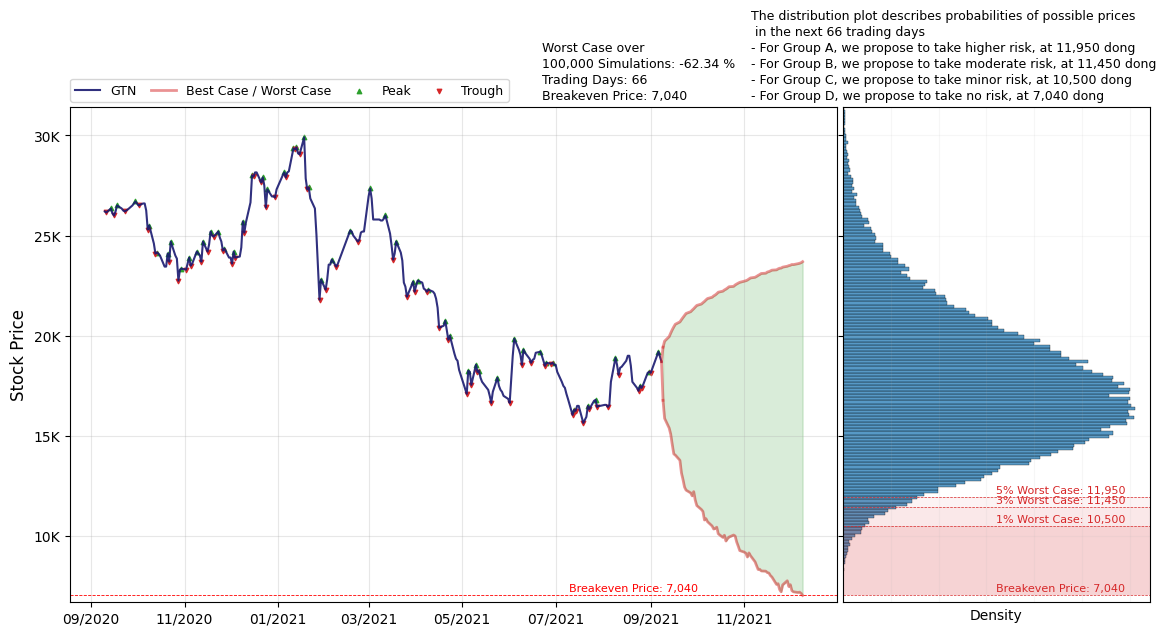 The distribution plot describes probabilities of possible prices
in the next 66 trading days
- For Group A, we propose to take higher risk, at 11,950 dong
- For Group B, we propose to take moderate risk, at 11,450 dong
- For Group C, we propose to take minor risk, at 10,500 dong
- For Group D, we propose to take no risk, at 7,040 dong
Worst Case over
100,000 Simulations: -62.34 %
Trading Days: 66
Breakeven Price: 7,040
GTN
Best Case / Worst Case
Peak
Trough
Stock Price
30K
25K
20K
15K
10K
Breakeven Price: 7,040
09/2020
11/2020
01/2021
03/2021
05/2021
07/2021
09/2021
11/2021
5% Worst Case: 11,950
3% Worst Case: 11,450
1% Worst Case: 10,500
Breakeven Price: 7,040
Density